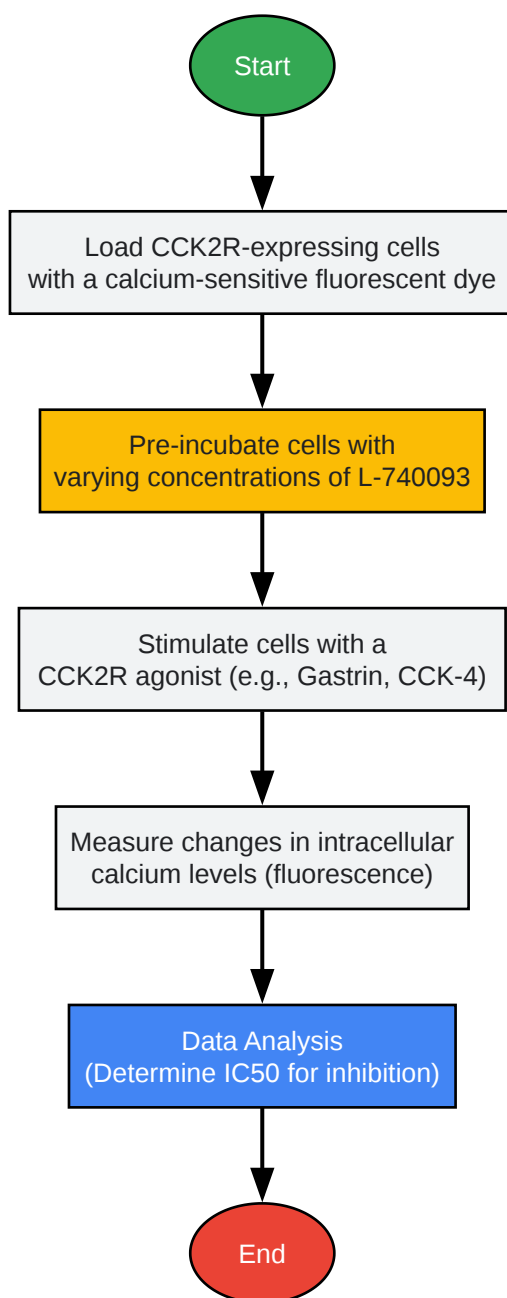 Start
Load CCK2R-expressing cells
with a calcium-sensitive fluorescent dye
Pre-incubate cells with
varying concentrations of L-740093
Stimulate cells with a
CCK2R agonist (e.g., Gastrin, CCK-4)
Measure changes in intracellular
calcium levels (fluorescence)
Data Analysis
(Determine IC50 for inhibition)
End